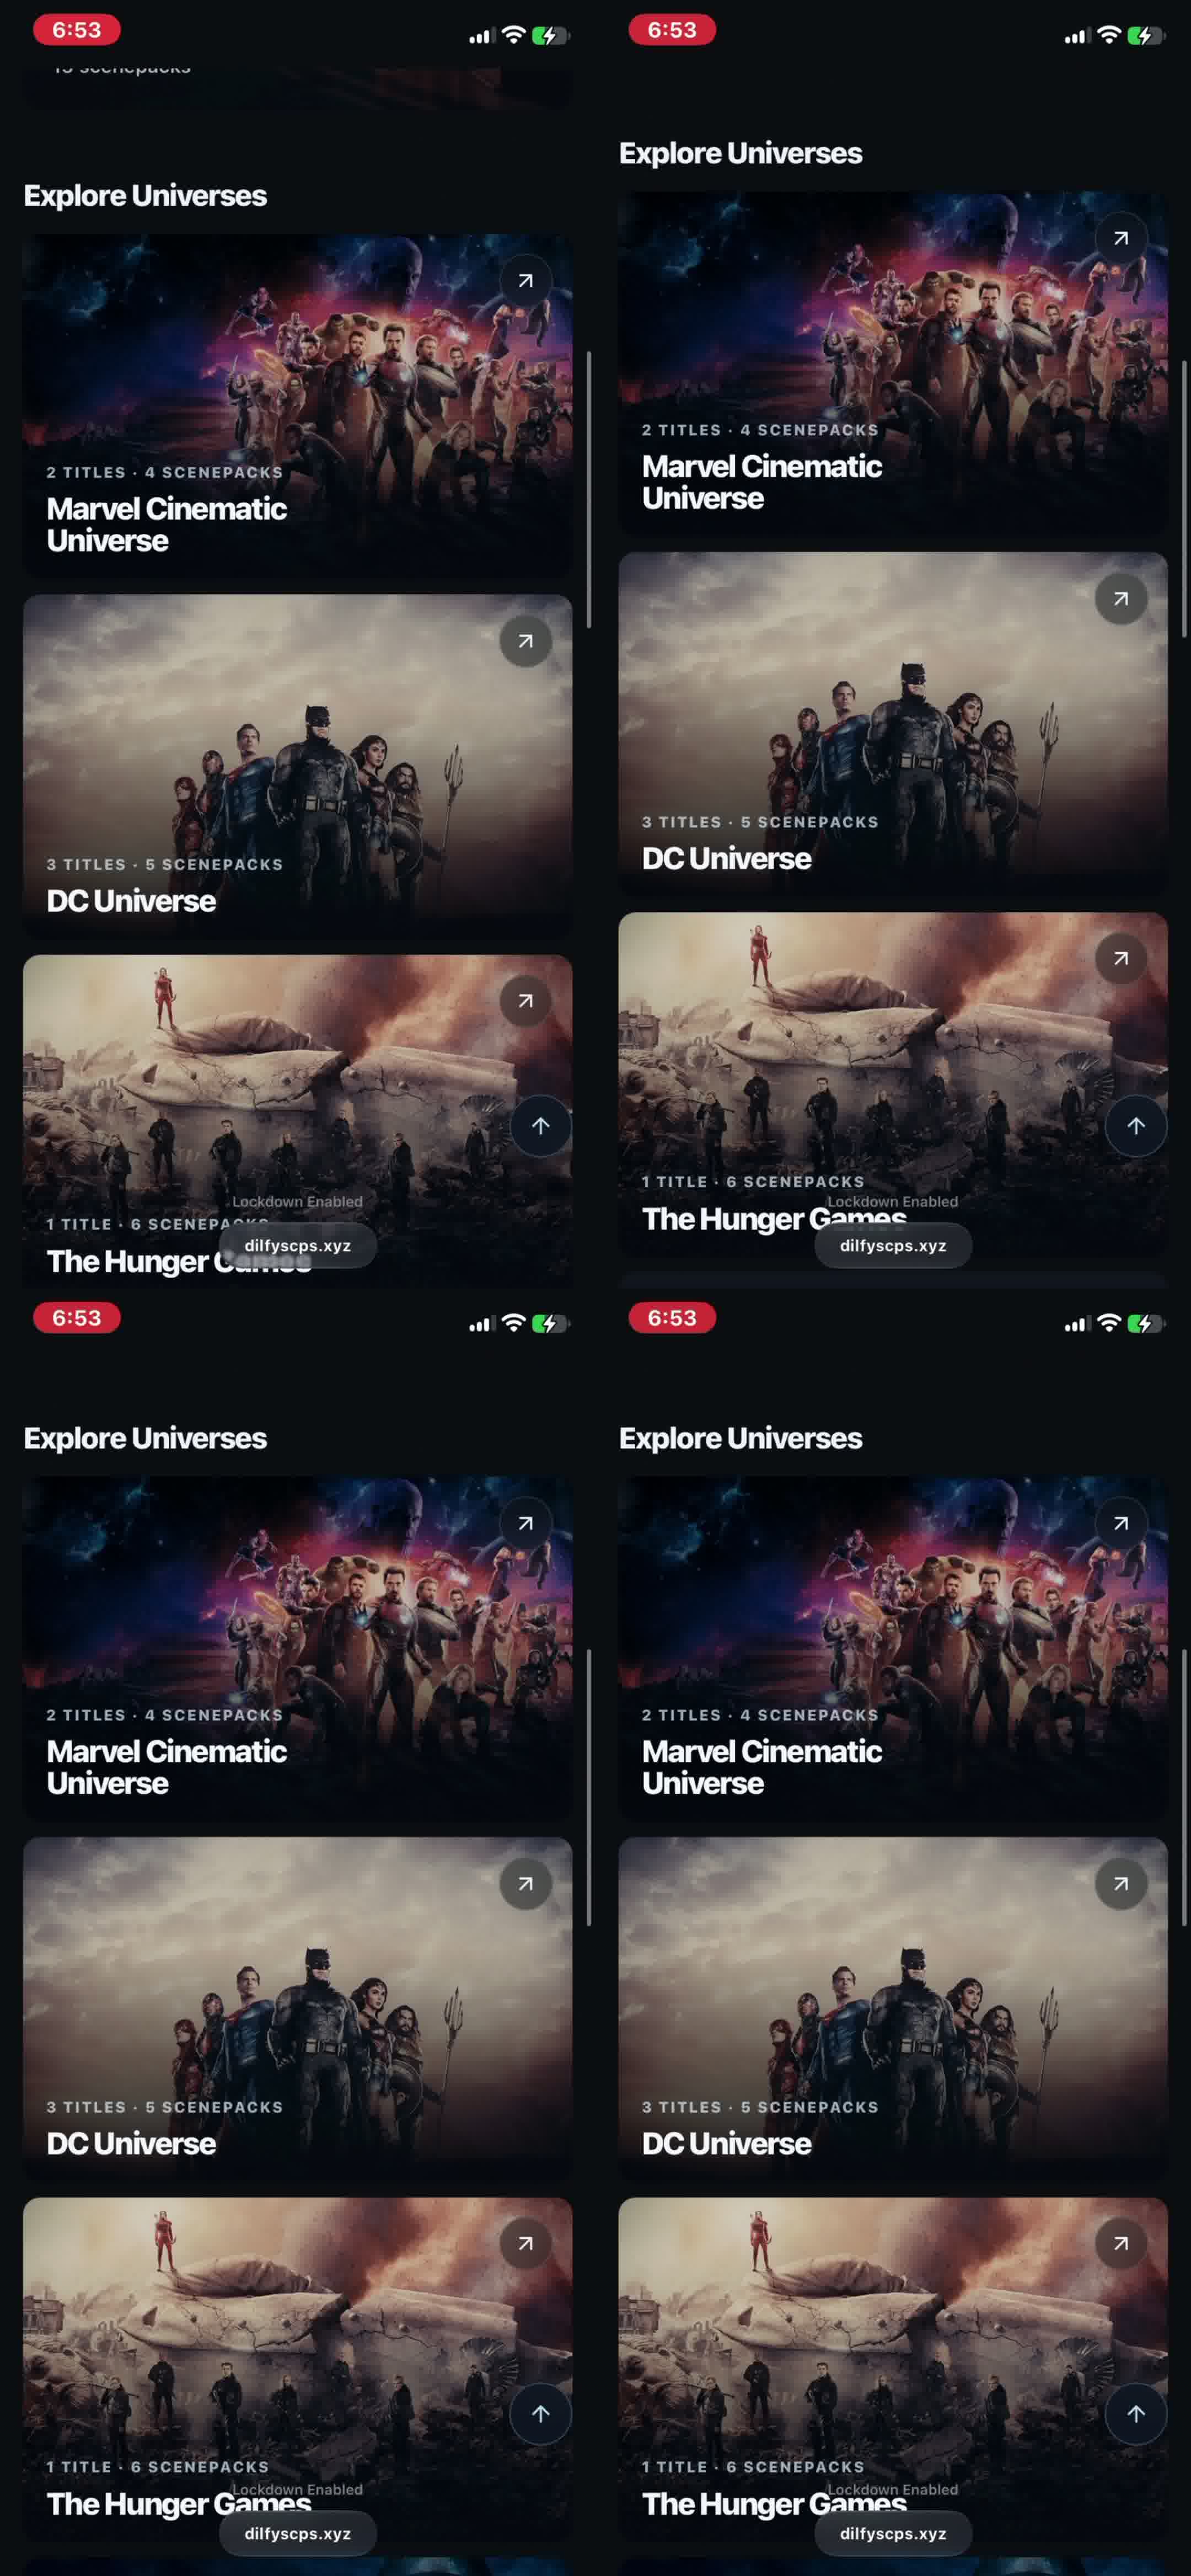 6:53
15 scenepacks
Explore Universes
2 TITLES · 4 SCENEPACKS
Marvel Cinematic
Universe
3 TITLES · 5 SCENEPACKS
DC Universe
Lockdown Enabled
1 TITLE · 6 SCENEPACKS
The Hunger Games
dilfyscps.xyz
6:53
Explore Universes
2 TITLES · 4 SCENEPACKS
Marvel Cinematic
Universe
3 TITLES · 5 SCENEPACKS
DC Universe
1 TITLE · 6 SCENEPACKS
Lockdown Enabled
The Hunger Games
dilfyscps.xyz
6:53
Explore Universes
2 TITLES · 4 SCENEPACKS
Marvel Cinematic
Universe
3 TITLES · 5 SCENEPACKS
DC Universe
1 TITLE · 6 SCENEPACKS
Lockdown Enabled
The Hunger Games
dilfyscps.xyz
6:53
Explore Universes
2 TITLES · 4 SCENEPACKS
Marvel Cinematic
Universe
3 TITLES · 5 SCENEPACKS
DC Universe
1 TITLE · 6 SCENEPACKS
Lockdown Enabled
The Hunger Games
dilfyscps.xyz